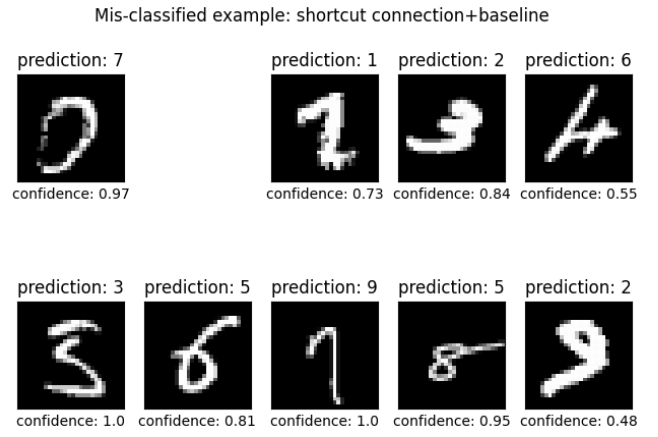 Mis-classified example: shortcut connection+baseline
prediction: 7 prediction: 1 prediction: 2 prediction: 6
confidence: 0.97 confidence: 0.73 confidence: 0.84 confidence: 0.55
prediction: 3 prediction: 5 prediction: 9 prediction: 5 prediction: 2
confidence: 1.0 confidence: 0.81 confidence: 1.0 confidence: 0.95 confidence: 0.48